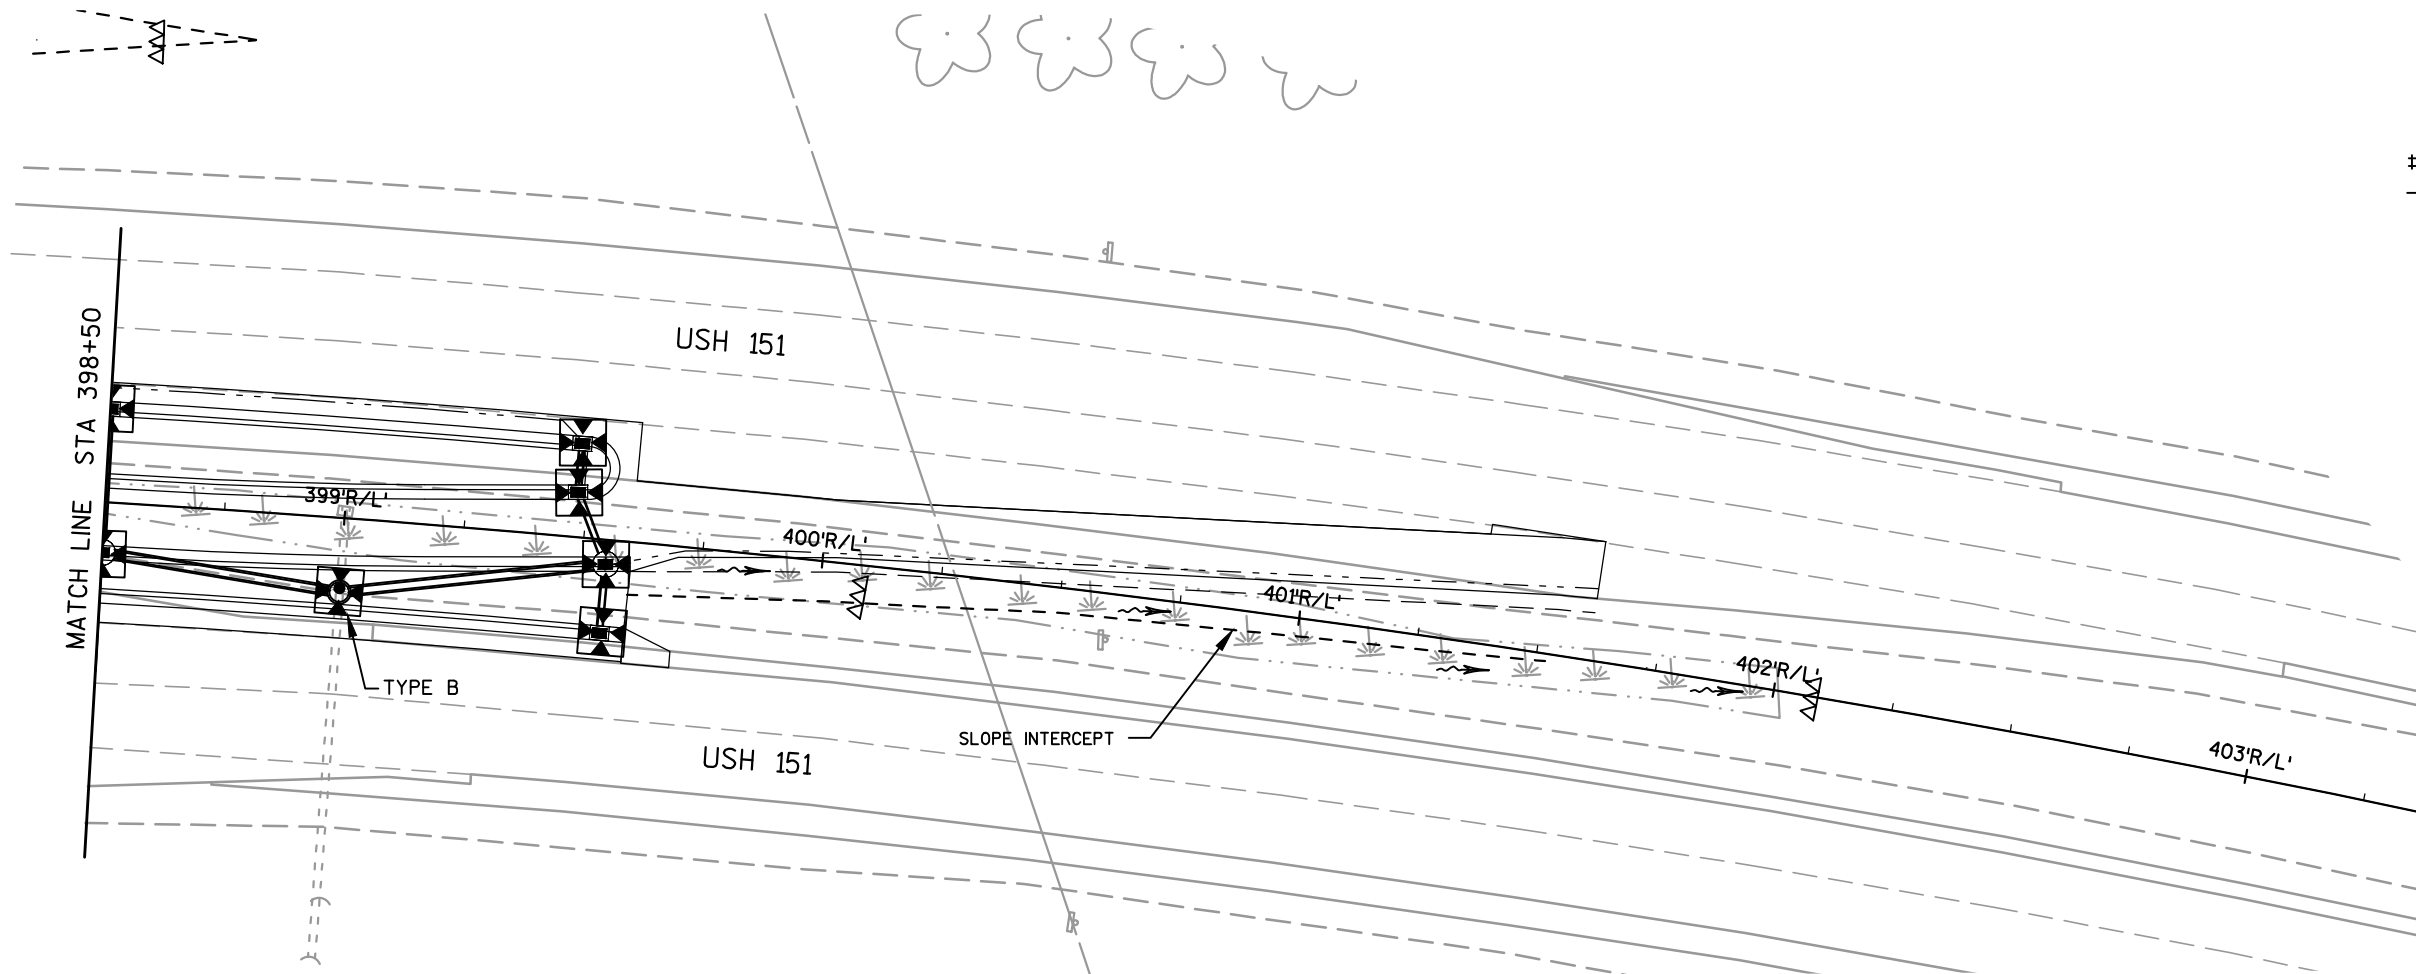 MATCH LINE STA 398+50
USH 151
399'R/L'
400'R/L'
401'R/L'
402'R/L'
403'R/L'
TYPE B
SLOPE INTERCEPT
USH 151